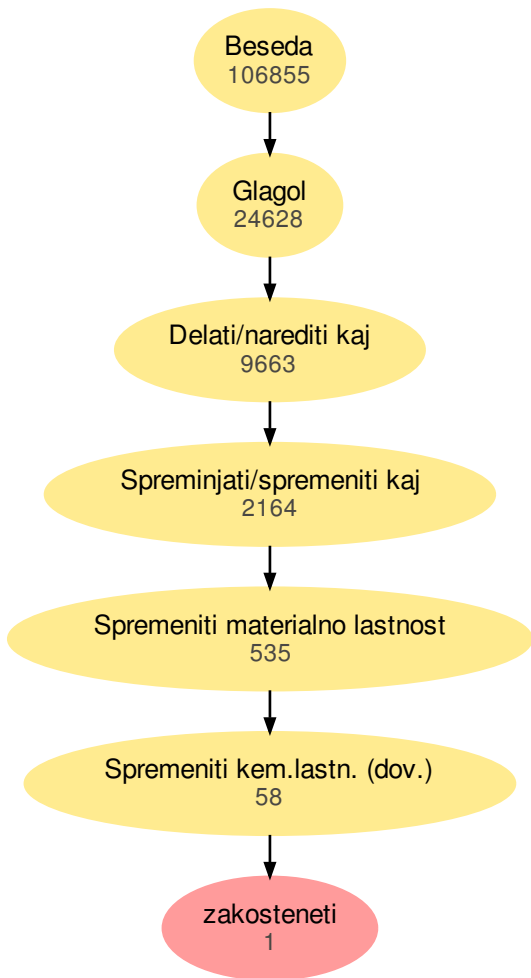 Beseda
106855
Glagol
24628
Delati/narediti kaj
9663
Spreminjati/spremeniti kaj
2164
Spremeniti materialno lastnost
535
Spremeniti kem.lastn. (dov.)
58
zakosteneti
1